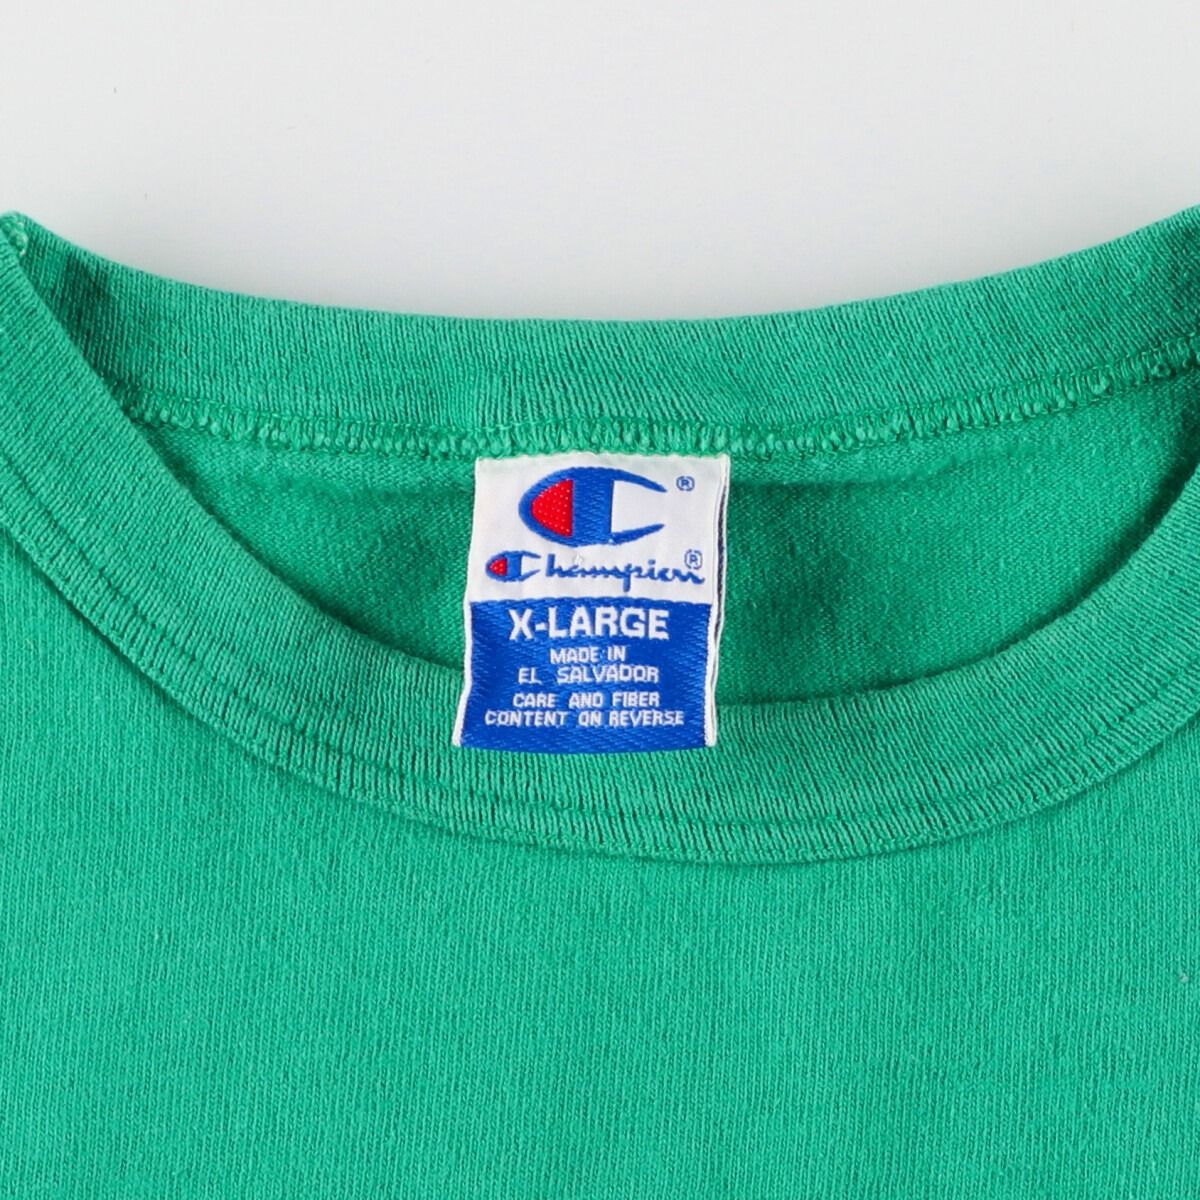 ®
Champion®
X-LARGE
MADE IN
EL SALVADOR
CARE AND FIBER
CONTENT ON REVERSE